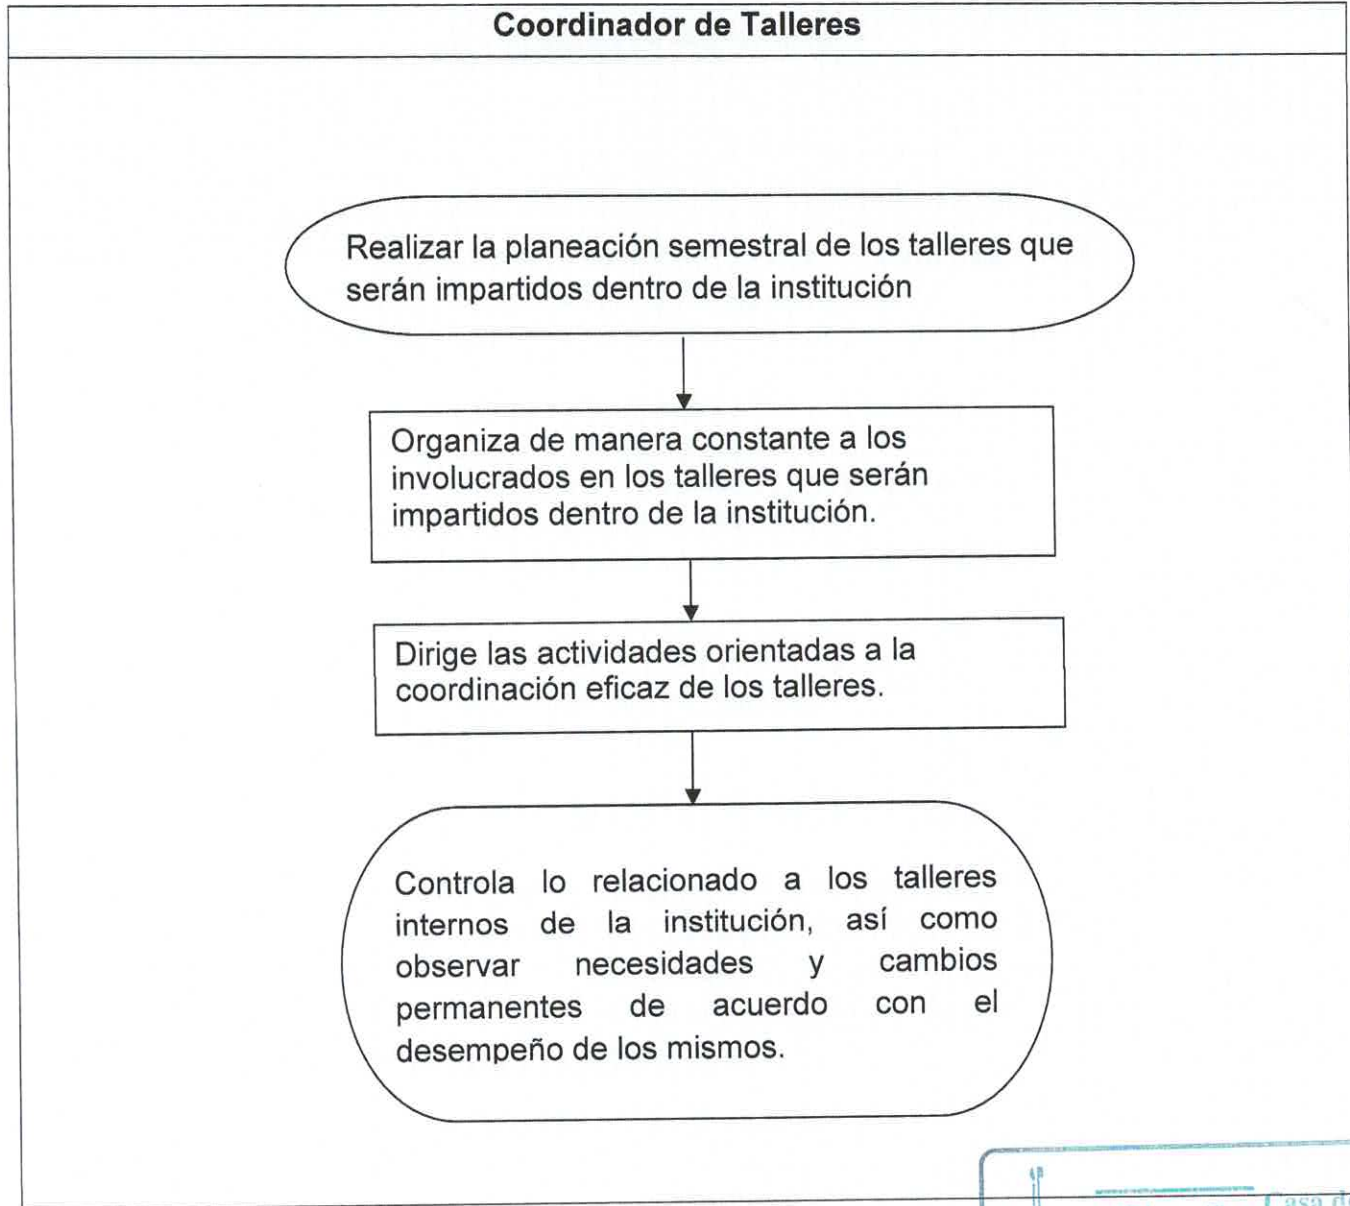 Coordinador de Talleres
Realizar la planeación semestral de los talleres que
serán impartidos dentro de la institución
Organiza de manera constante a los
involucrados en los talleres que serán
impartidos dentro de la institución.
Dirige las actividades orientadas a la
coordinación eficaz de los talleres.
Controla lo relacionado a los talleres
internos de la institución, así como
observar necesidades y cambios
permanentes de acuerdo con el
desempeño de los mismos.
Casa de